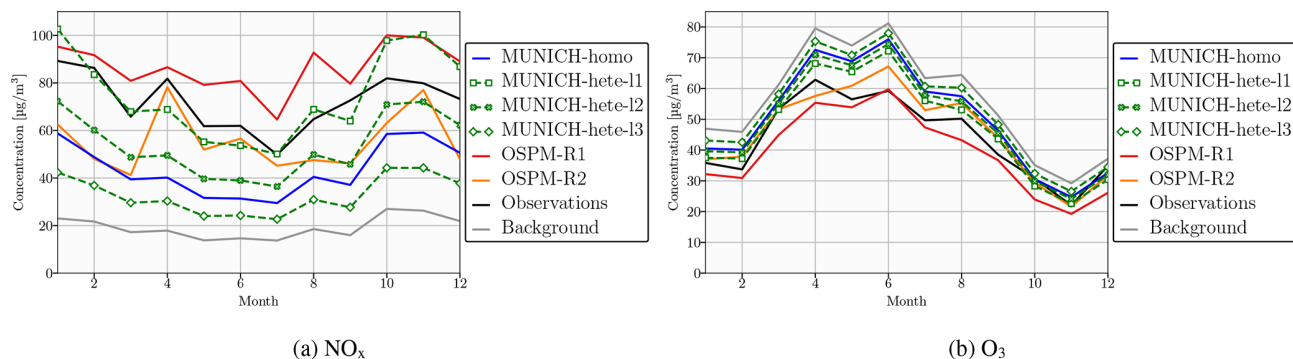 100
80
60
40
20
0
2
4
6
8
10
12
Concentration [μg/m³]
Month
MUNICH-homo
MUNICH-hete-l1
MUNICH-hete-l2
MUNICH-hete-l3
OSPM-R1
OSPM-R2
Observations
Background
(a) NOₓ
80
70
60
50
40
30
20
10
0
2
4
6
8
10
12
Concentration [μg/m³]
Month
MUNICH-homo
MUNICH-hete-l1
MUNICH-hete-l2
MUNICH-hete-l3
OSPM-R1
OSPM-R2
Observations
Background
(b) O₃